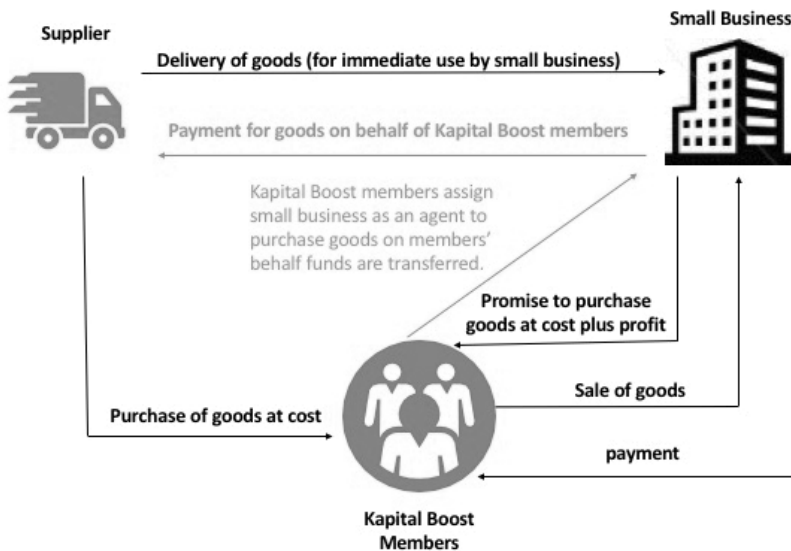 Small Business
Supplier
Delivery of goods (for immediate use by small business)
Payment for goods on behalf of Kapital Boost members
Kapital Boost members assign
small business as an agent to
purchase goods on members’
behalf funds are transferred.
Promise to purchase
goods at cost plus profit
Sale of goods
Purchase of goods at cost
payment
Kapital Boost
Members